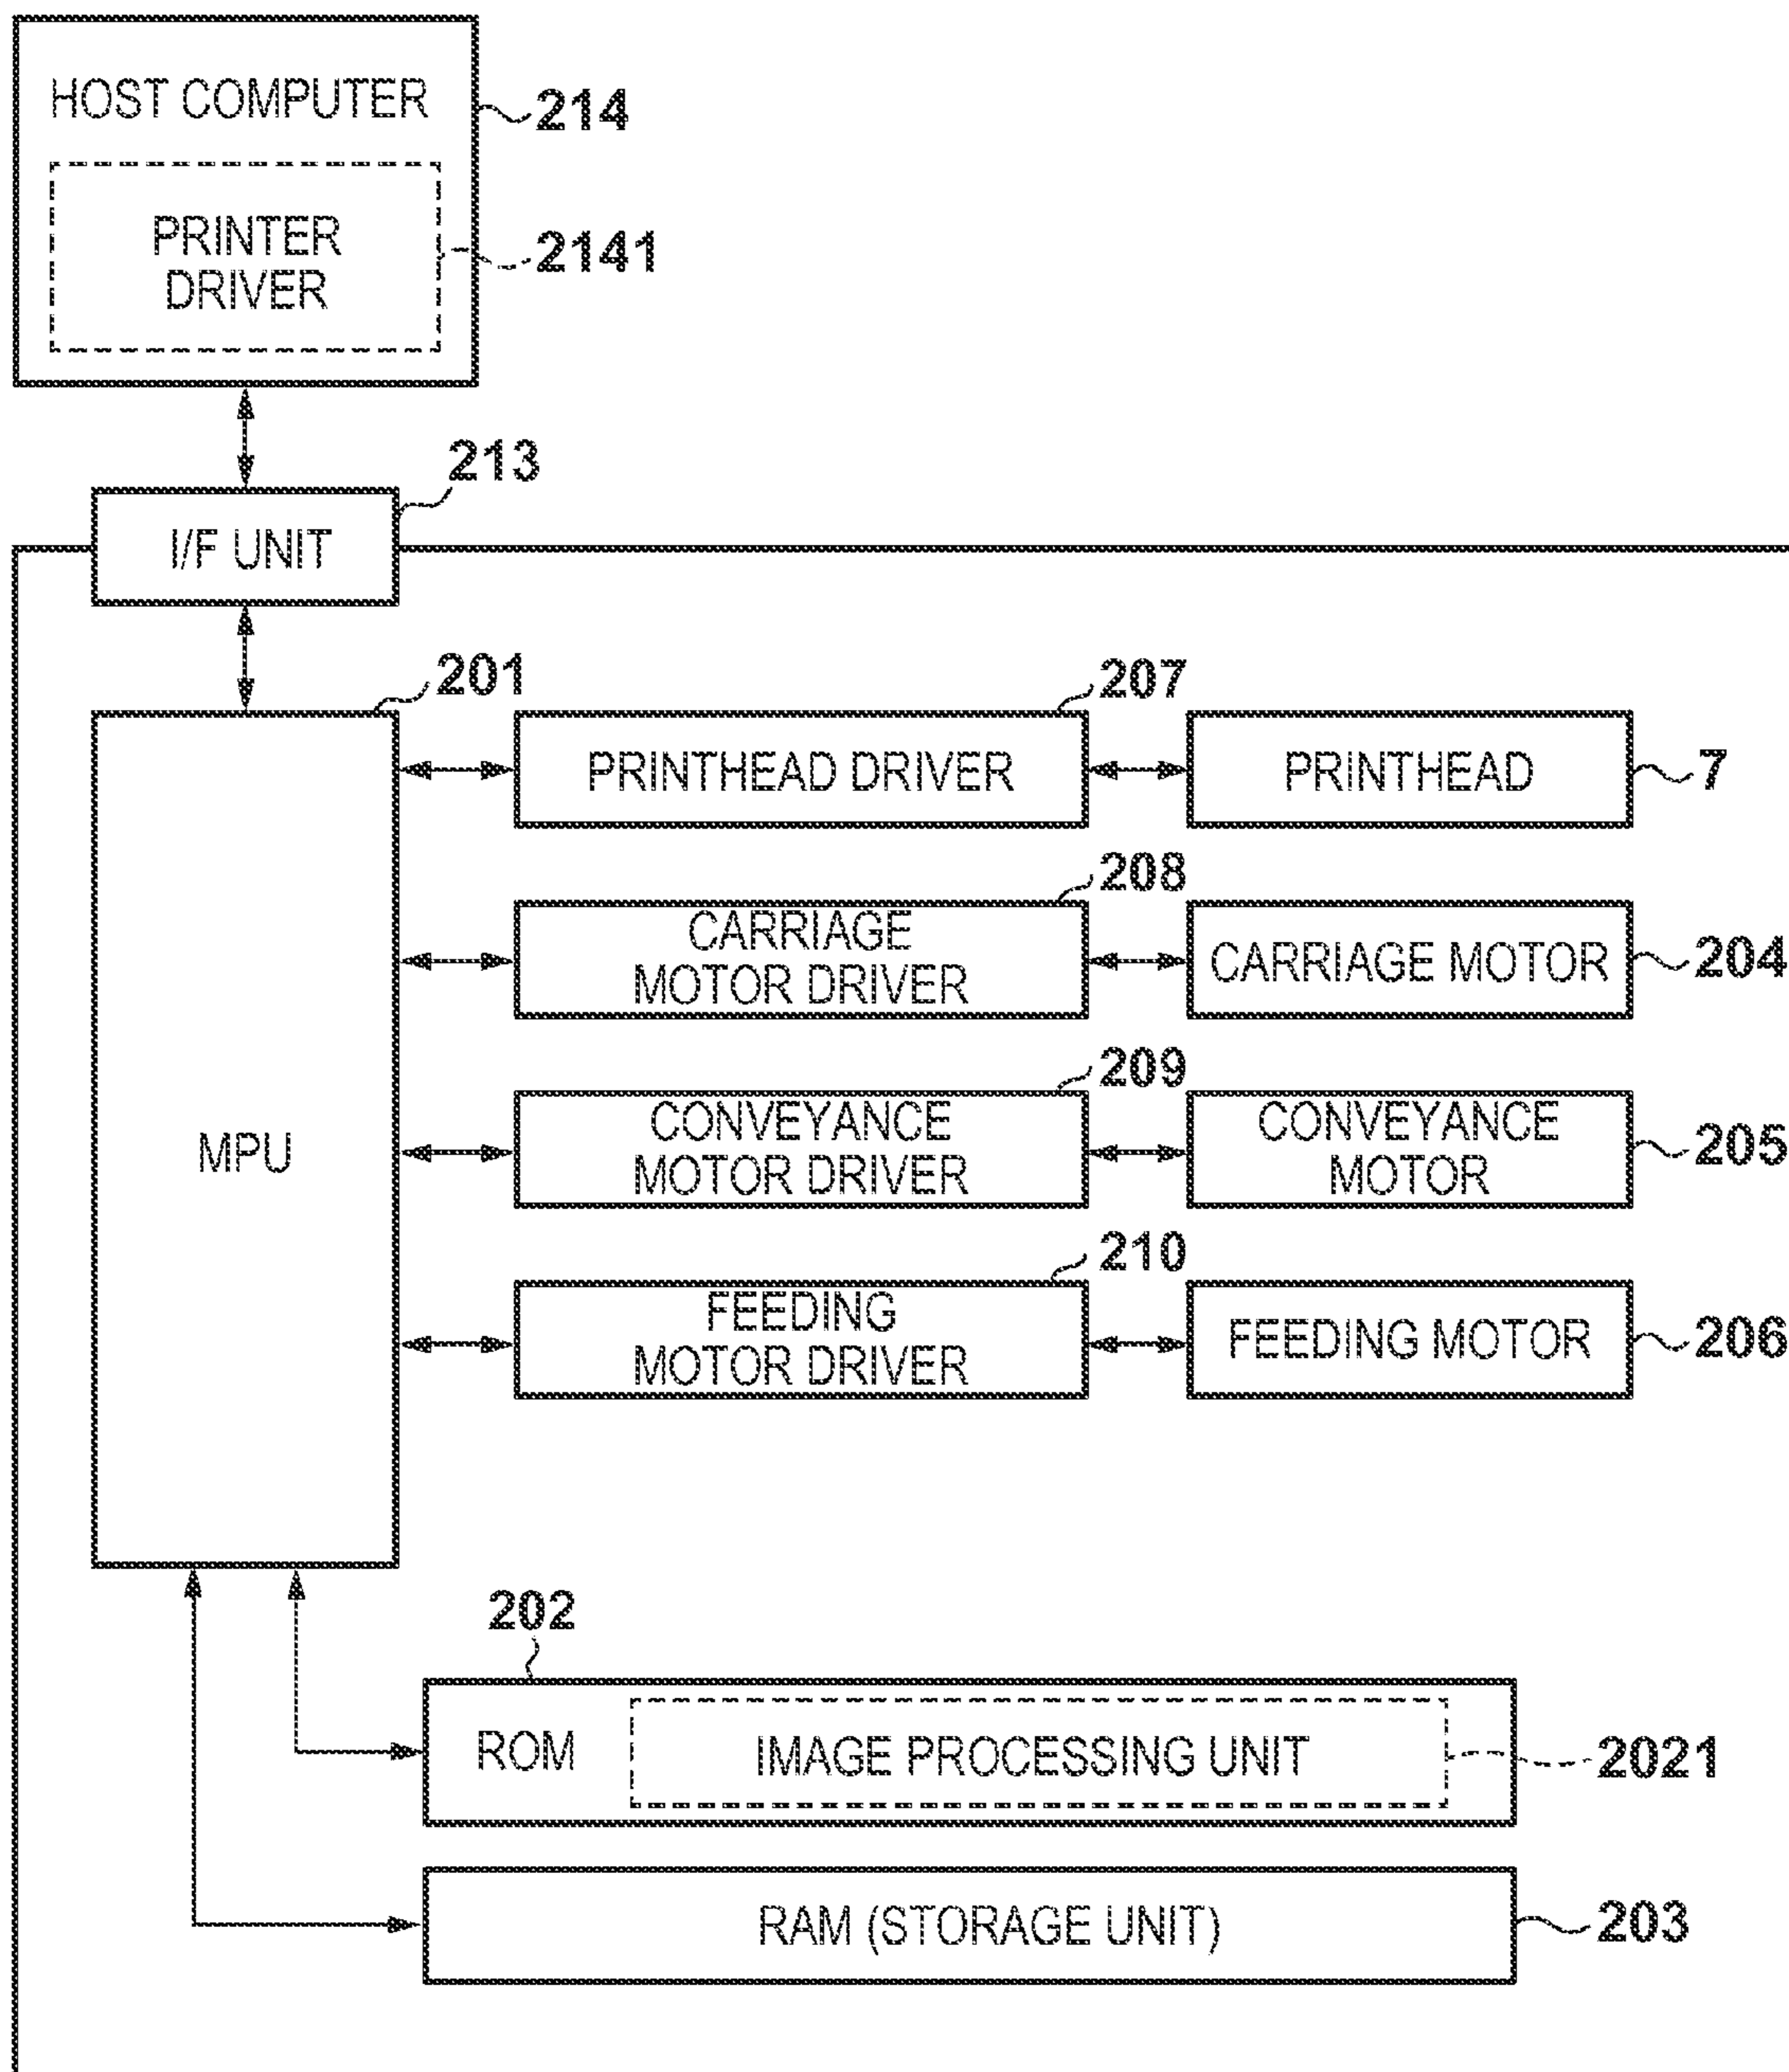 HOST COMPUTER
214
PRINTER
DRIVER
2141
213
I/F UNIT
201
207
PRINTHEAD DRIVER
PRINTHEAD
7
208
CARRIAGE
MOTOR DRIVER
CARRIAGE MOTOR
204
209
CONVEYANCE
MOTOR DRIVER
CONVEYANCE
MOTOR
205
MPU
210
FEEDING
MOTOR DRIVER
FEEDING MOTOR
206
202
ROM
IMAGE PROCESSING UNIT
2021
RAM (STORAGE UNIT)
203